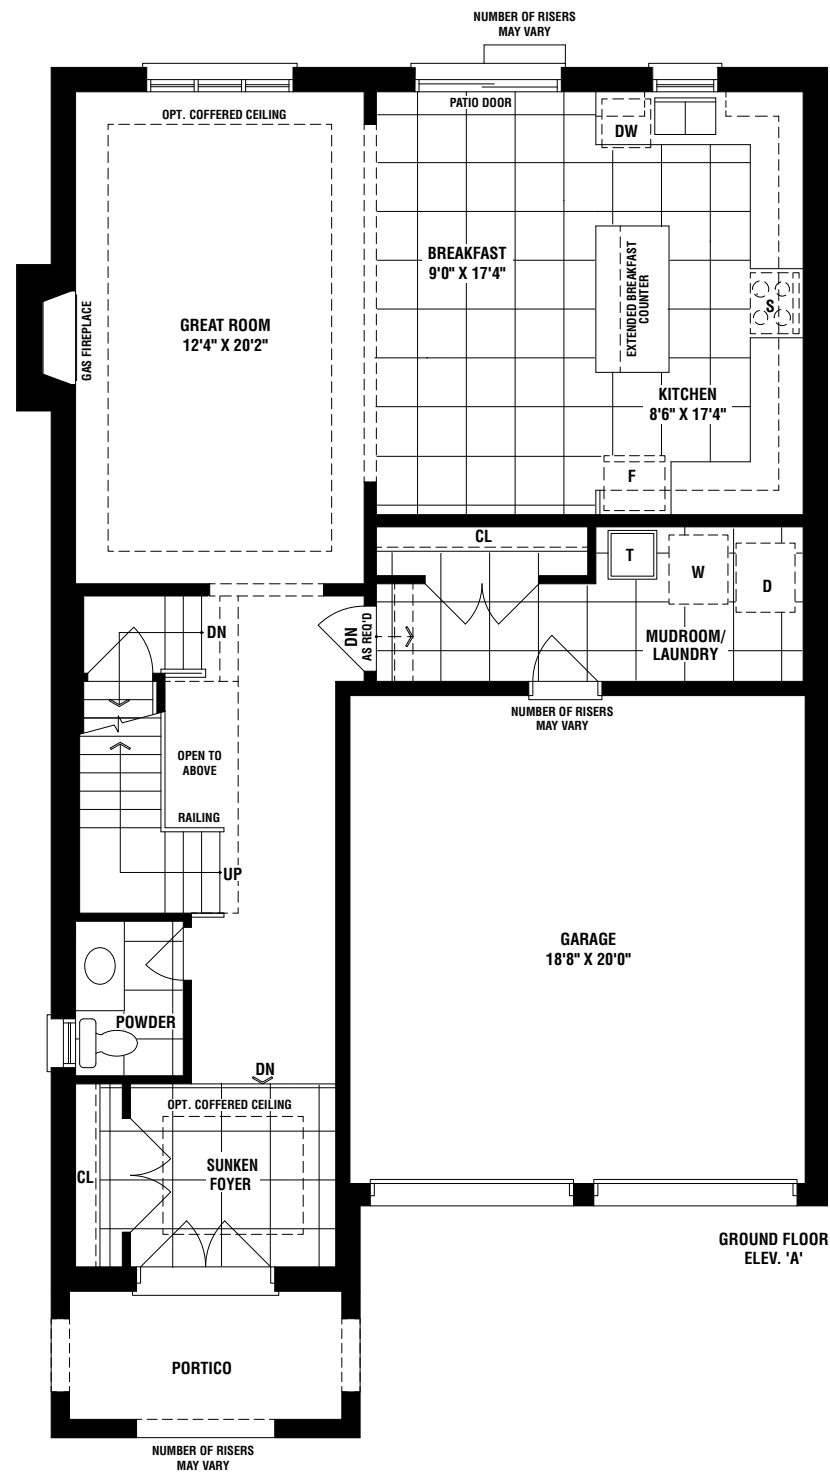 NUMBER OF RISERS
MAY VARY
OPT. COFFERED CEILING
PATIO DOOR
DW
BREAKFAST
9'0" X 17'4"
EXTENDED BREAKFAST
COUNTER
S
GAS FIREPLACE
GREAT ROOM
12'4" X 20'2"
KITCHEN
8'6" X 17'4"
F
CL
T
W
D
DN
DN
AS REQ'D
MUDROOM/
LAUNDRY
NUMBER OF RISERS
MAY VARY
OPEN TO
ABOVE
RAILING
UP
GARAGE
18'8" X 20'0"
POWDER
DN
OPT. COFFERED CEILING
CL
SUNKEN
FOYER
GROUND FLOOR
ELEV. 'A'
PORTICO
NUMBER OF RISERS
MAY VARY